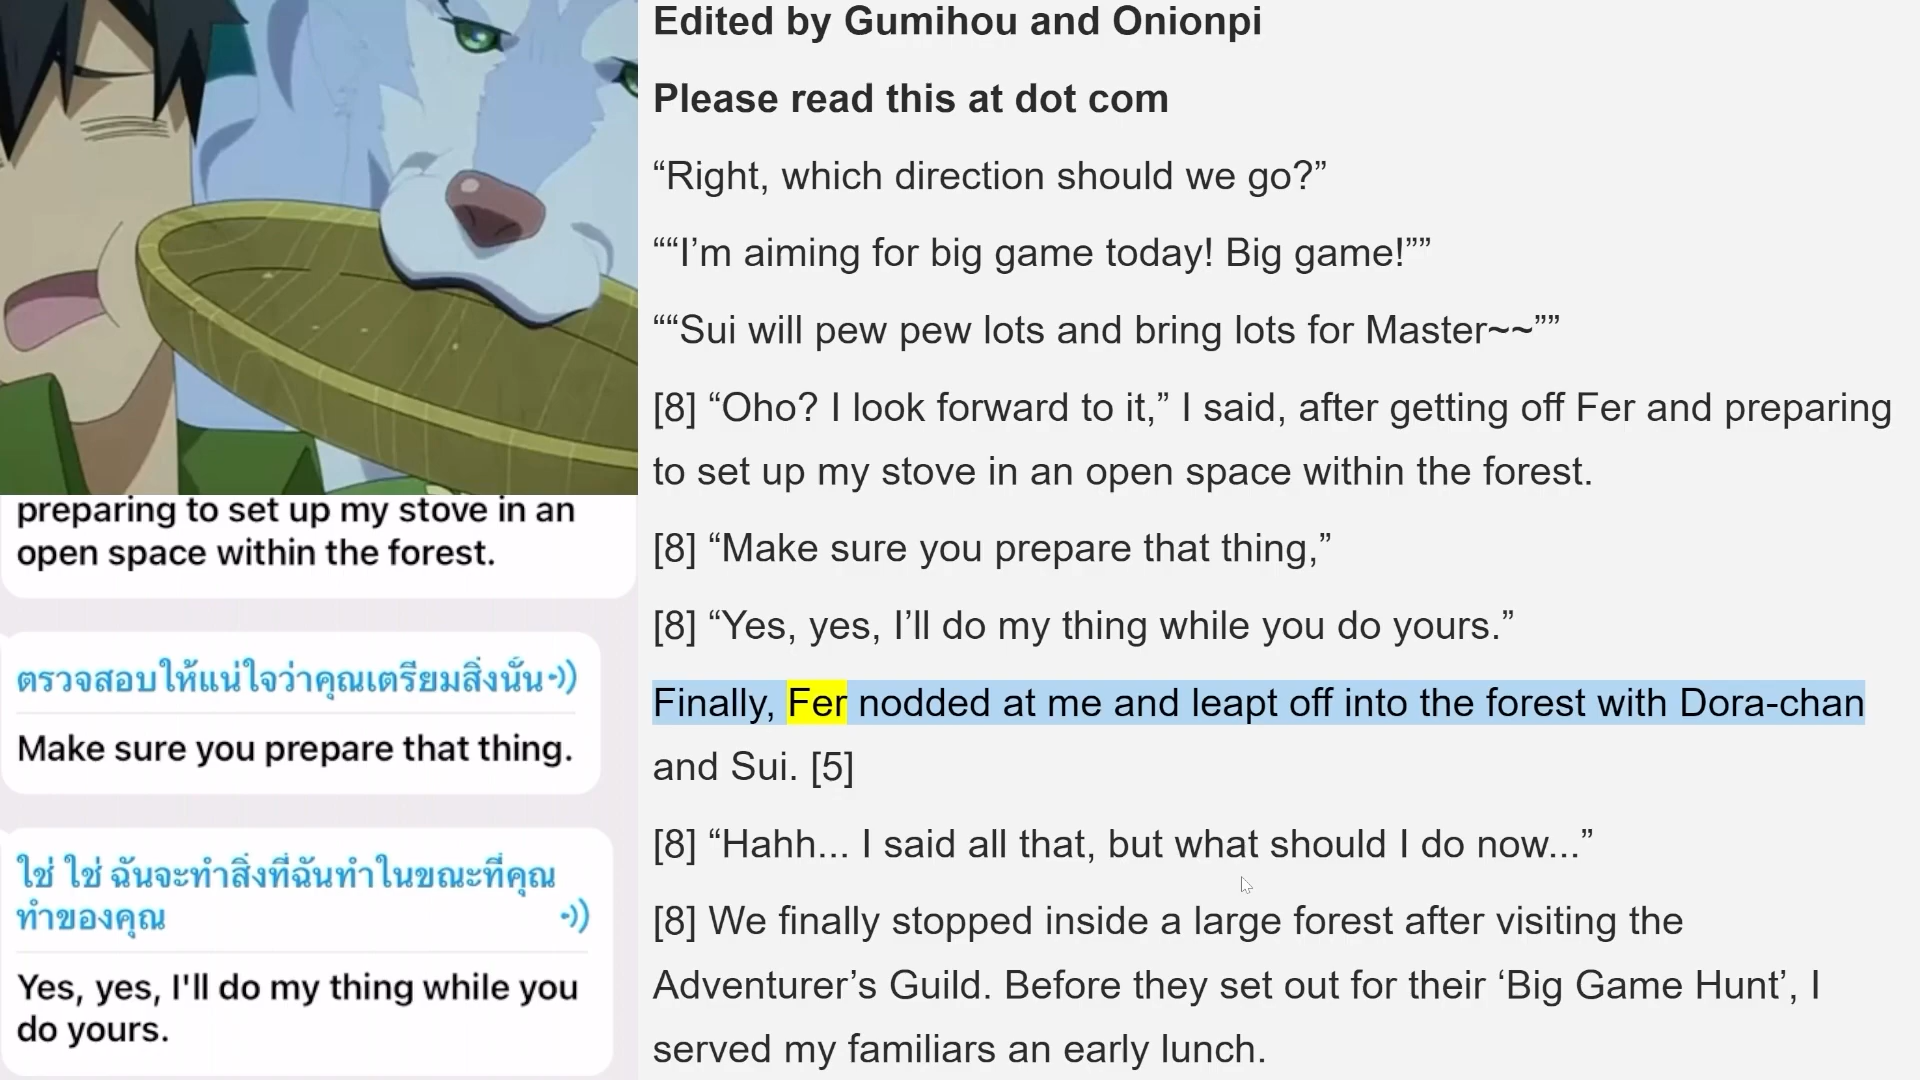 Edited by Gumihou and Onionpi
Please read this at dot com
“Right, which direction should we go?”
““I’m aiming for big game today! Big game!””
““Sui will pew pew lots and bring lots for Master~~””
[8] “Oho? I look forward to it,” I said, after getting off Fer and preparing
to set up my stove in an open space within the forest.
[8] “Make sure you prepare that thing,”
[8] “Yes, yes, I’ll do my thing while you do yours.”
Finally, Fer nodded at me and leapt off into the forest with Dora-chan
and Sui. [5]
[8] “Hahh... I said all that, but what should I do now...”
[8] We finally stopped inside a large forest after visiting the
Adventurer’s Guild. Before they set out for their ‘Big Game Hunt’, I
served my familiars an early lunch.
preparing to set up my stove in an
open space within the forest.
ตรวจสอบให้แน่ใจว่าคุณเตรียมสิ่งนั้น
Make sure you prepare that thing.
ใช่ ใช่ ฉันจะทำสิ่งที่ฉันทำในขณะที่คุณ
ทำของคุณ
Yes, yes, I'll do my thing while you
do yours.